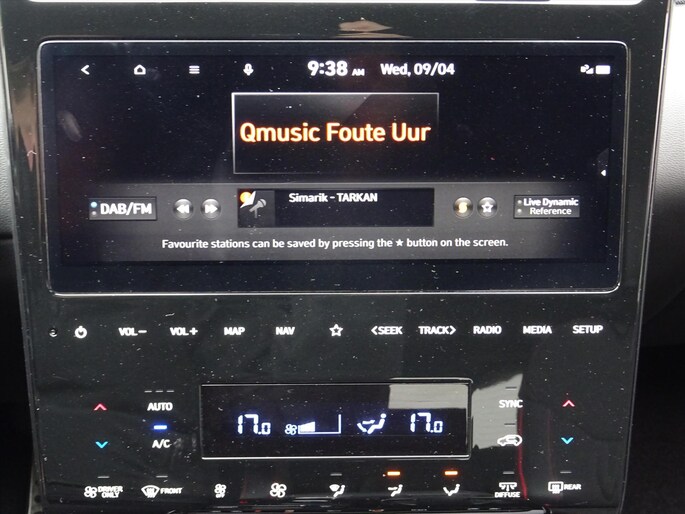 9:38 AM Wed, 09/04
Qmusic Foute Uur
DAB/FM
Simarik - TARKAN
Live Dynamic
Reference
Favourite stations can be saved by pressing the ★ button on the screen.
VOL− VOL+ MAP NAV ☆ <SEEK TRACK> RADIO MEDIA SETUP
AUTO
A/C
17.0 17.0
SYNC
DRIVER ONLY
FRONT
OFF
DIFFUSE
REAR